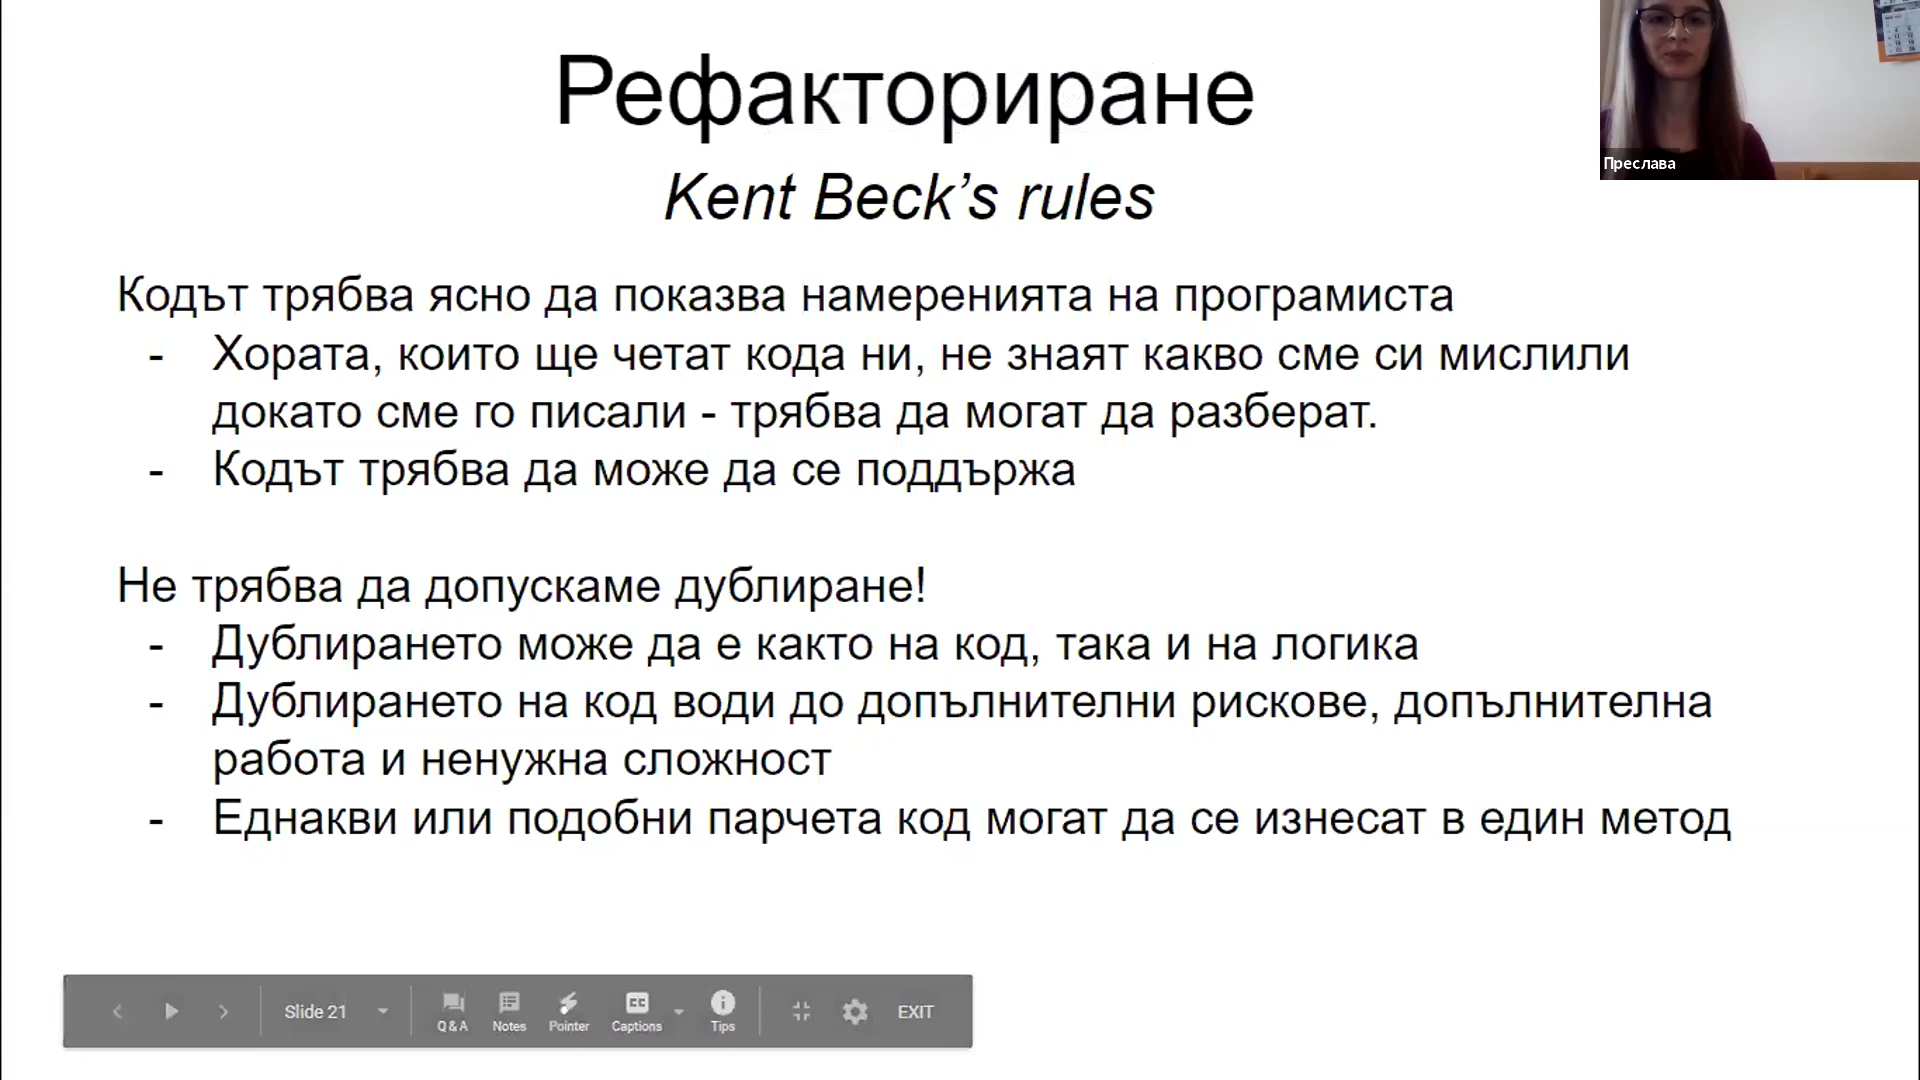 Рефакториране
Kent Beck’s rules
Преслава
Кодът трябва ясно да показва намеренията на програмиста
- Хората, които ще четат кода ни, не знаят какво сме си мислили
докато сме го писали - трябва да могат да разберат.
- Кодът трябва да може да се поддържа
Не трябва да допускаме дублиране!
- Дублирането може да е както на код, така и на логика
- Дублирането на код води до допълнителни рискове, допълнителна
работа и ненужна сложност
- Еднакви или подобни парчета код могат да се изнесат в един метод
Slide 21 Q & A Notes Pointer Captions Tips EXIT